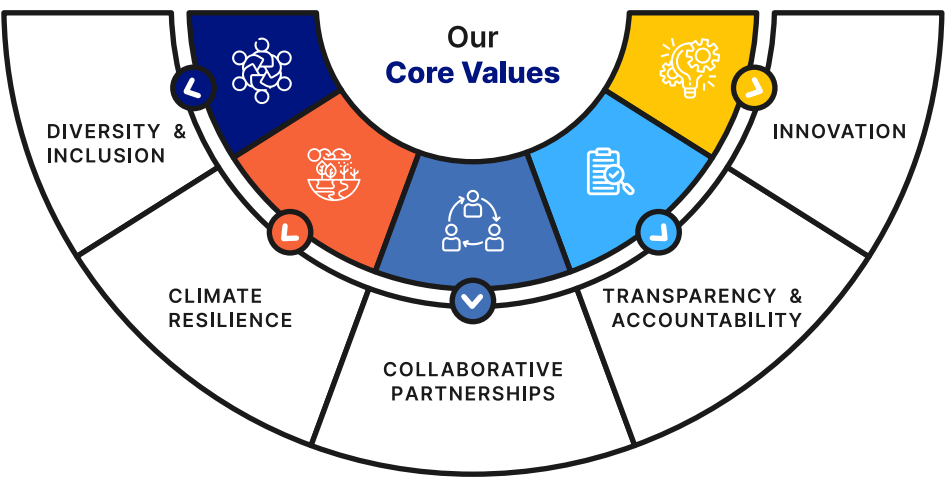 Our
Core Values
DIVERSITY &
INCLUSION
CLIMATE
RESILIENCE
COLLABORATIVE
PARTNERSHIPS
TRANSPARENCY &
ACCOUNTABILITY
INNOVATION